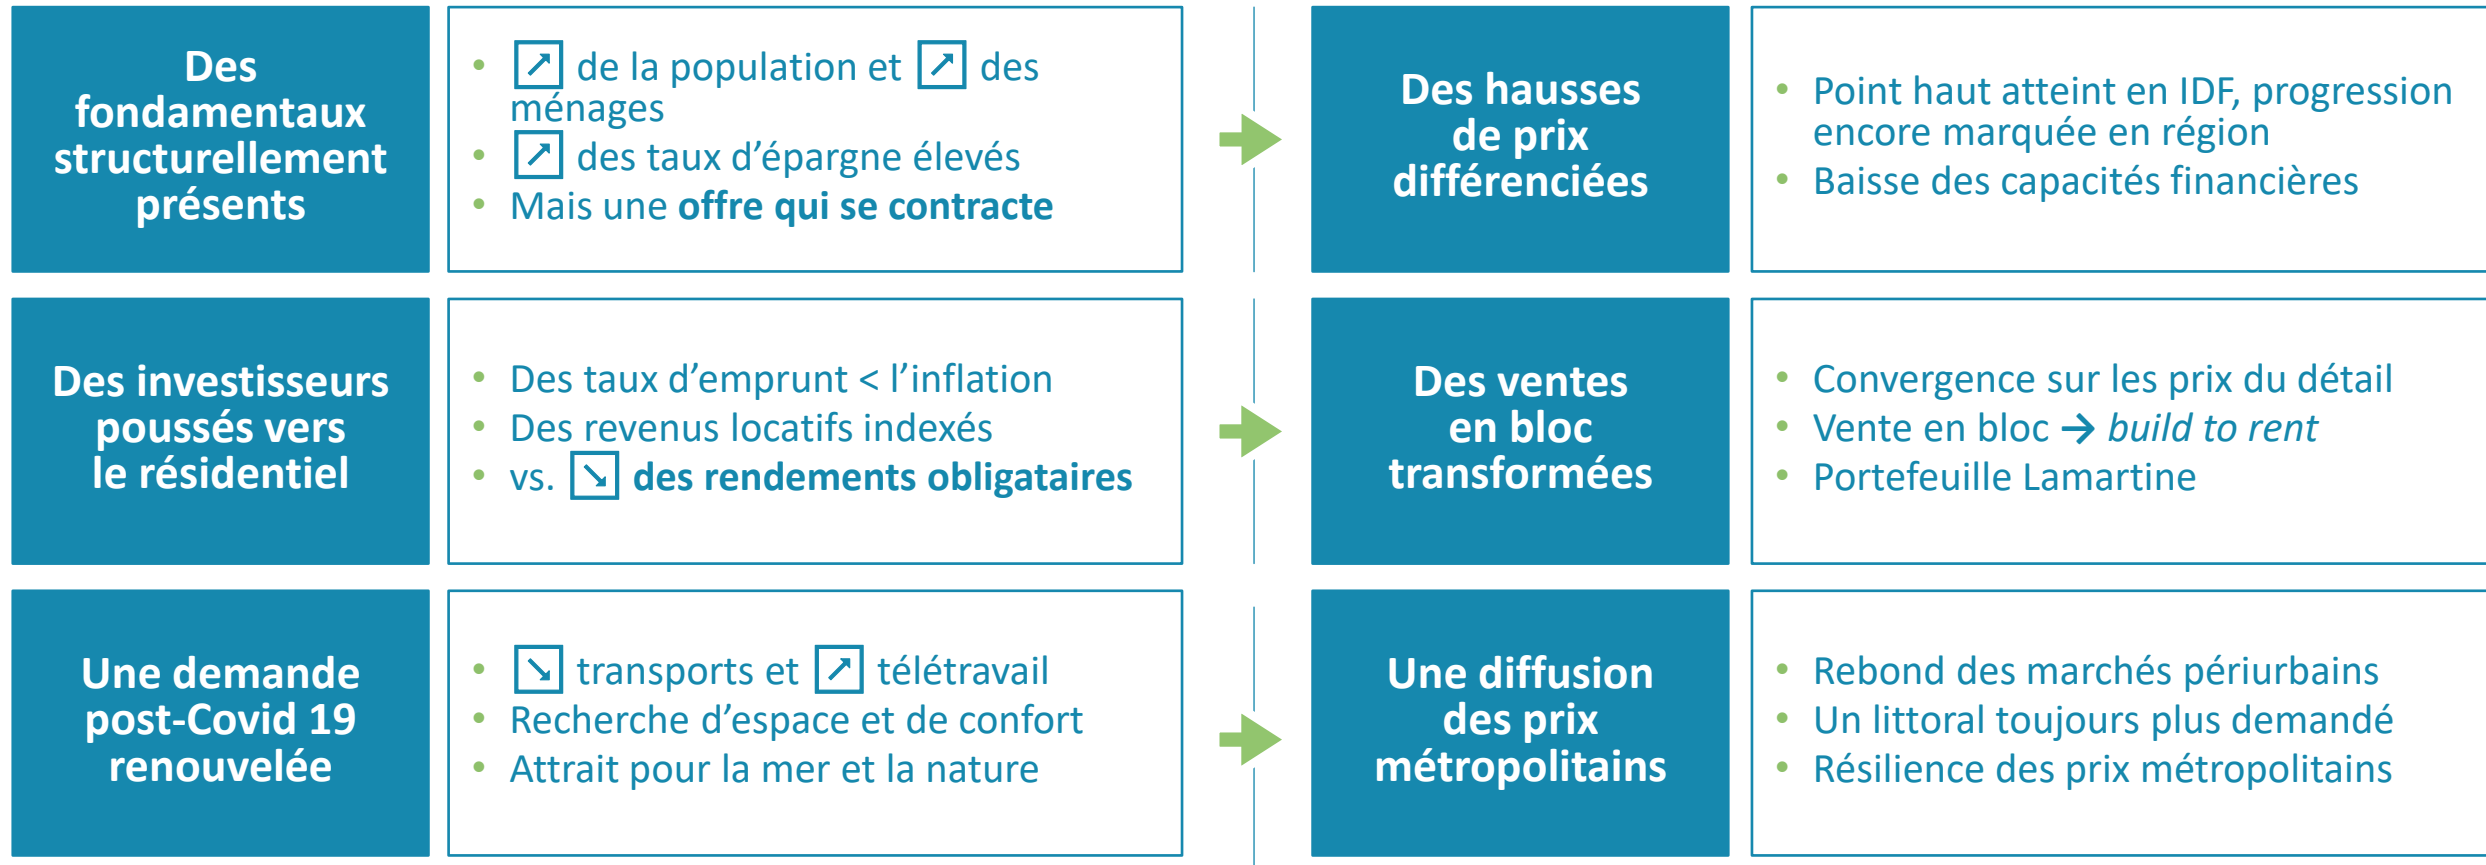 Des
fondamentaux
structurellement
présents
• ↗ de la population et ↗ des
ménages
• ↗ des taux d'épargne élevés
• Mais une offre qui se contracte
Des hausses
de prix
différenciées
• Point haut atteint en IDF, progression
encore marquée en région
• Baisse des capacités financières
Des investisseurs
poussés vers
le résidentiel
• Des taux d’emprunt < l’inflation
• Des revenus locatifs indexés
• vs. ↘ des rendements obligataires
Des ventes
en bloc
transformées
• Convergence sur les prix du détail
• Vente en bloc → build to rent
• Portefeuille Lamartine
Une demande
post-Covid 19
renouvelée
• ↘ transports et ↗ télétravail
• Recherche d’espace et de confort
• Attrait pour la mer et la nature
Une diffusion
des prix
métropolitains
• Rebond des marchés périurbains
• Un littoral toujours plus demandé
• Résilience des prix métropolitains